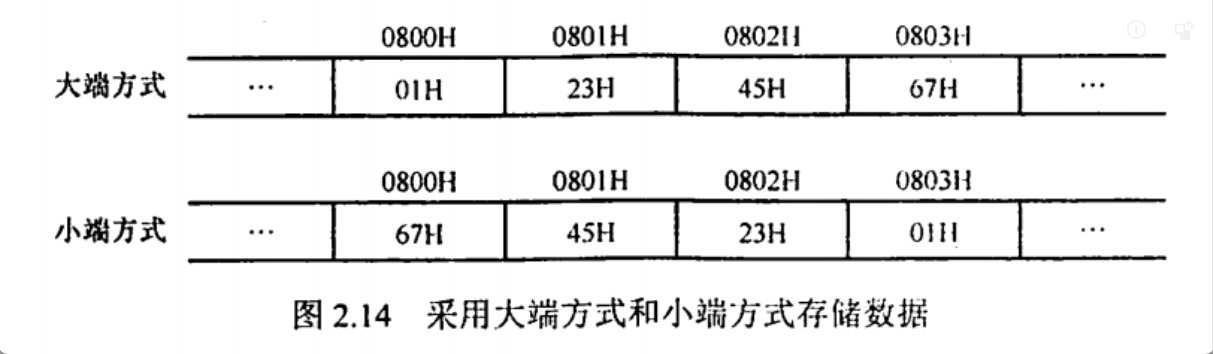 0800H 0801H 0802H 0803H
大端方式 … 01H 23H 45H 67H …
0800H 0801H 0802H 0803H
小端方式 … 67H 45H 23H 01H …
图 2.14 采用大端方式和小端方式存储数据